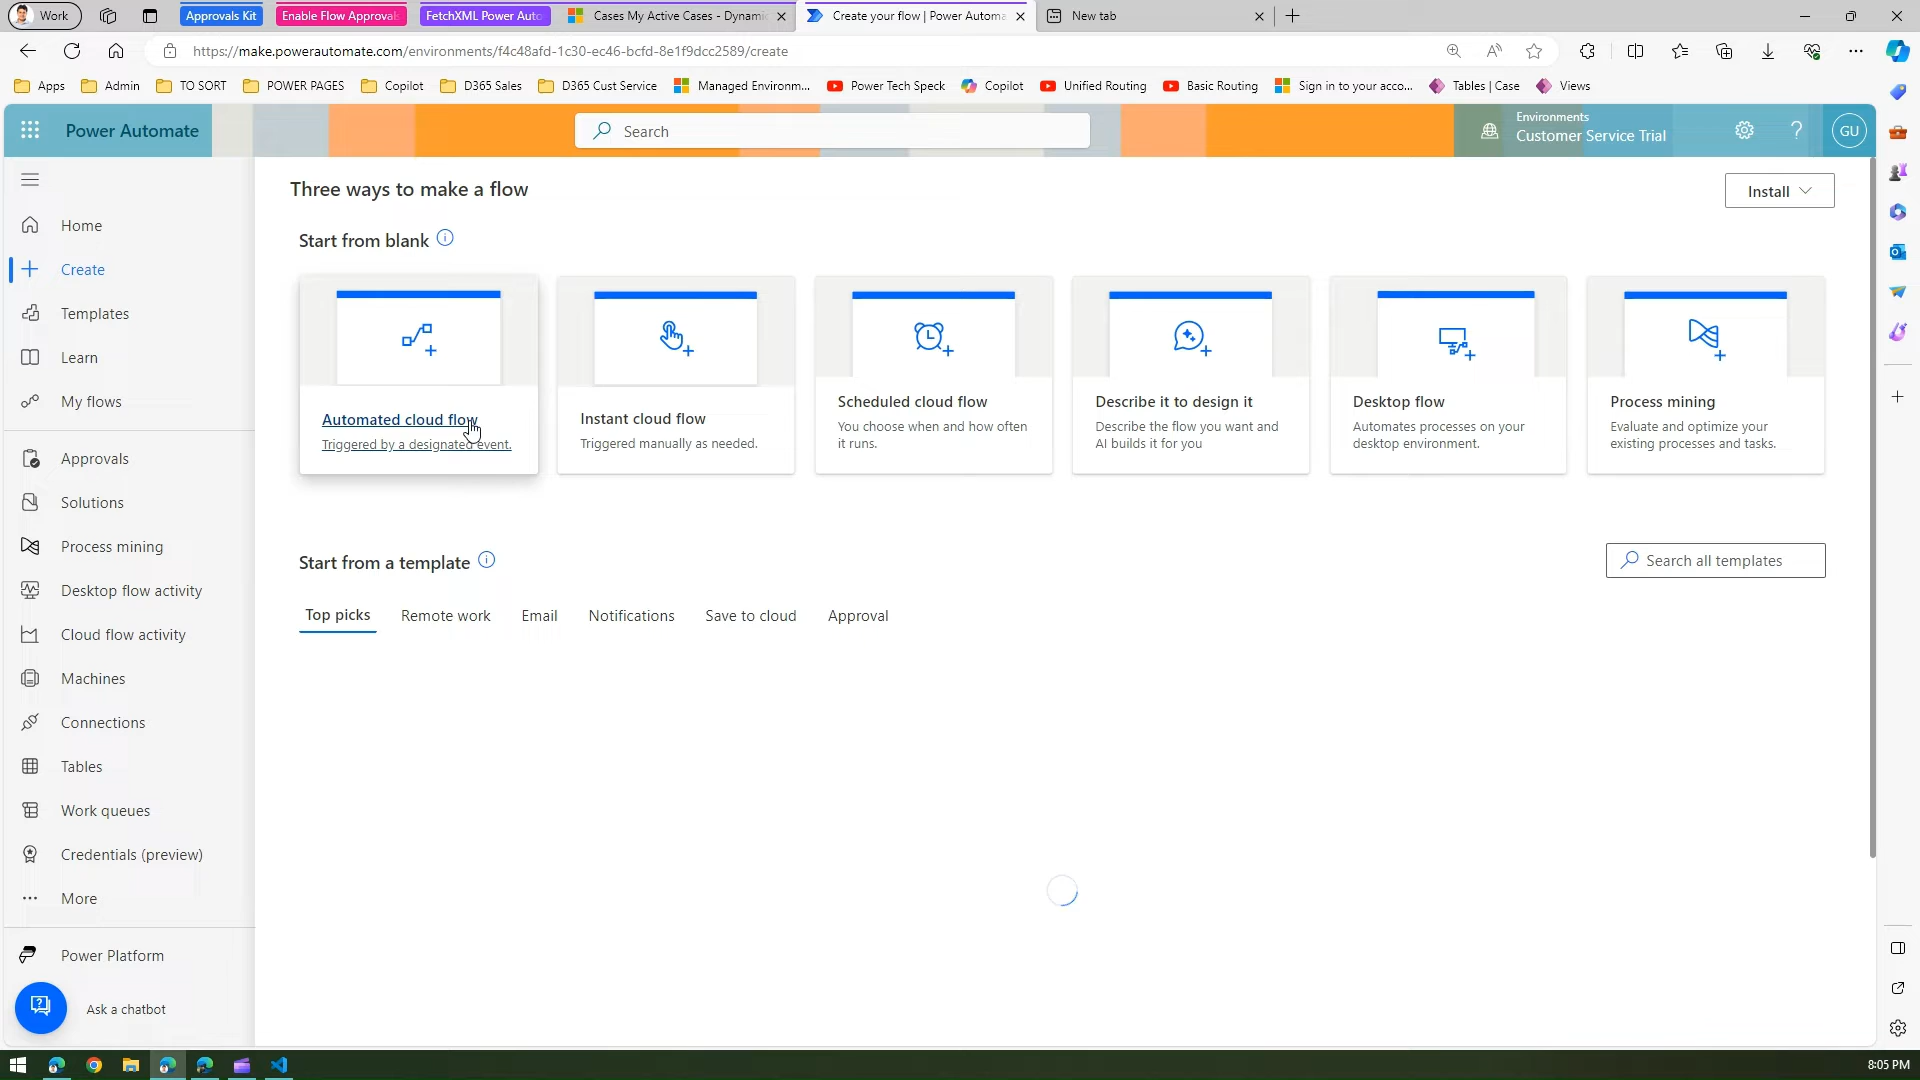 Work
Approvals Kit
Enable Flow Approvals
FetchXML Power Auto
Cases My Active Cases - Dynamic
Create your flow | Power Automa
New tab
https://make.powerautomate.com/environments/f4c48afd-1c30-ec46-bcfd-8e1f9dcc2589/create
Apps
Admin
TO SORT
POWER PAGES
Copilot
D365 Sales
D365 Cust Service
Managed Environm...
Power Tech Speck
Copilot
Unified Routing
Basic Routing
Sign in to your acco...
Tables | Case
Views
Power Automate
Search
Environments
Customer Service Trial
?
GU
Home
Create
Templates
Learn
My flows
Approvals
Solutions
Process mining
Desktop flow activity
Cloud flow activity
Machines
Connections
Tables
Work queues
Credentials (preview)
More
Power Platform
Ask a chatbot
Three ways to make a flow
Install
Start from blank
Automated cloud flow
Triggered by a designated event.
Instant cloud flow
Triggered manually as needed.
Scheduled cloud flow
You choose when and how often
it runs.
Describe it to design it
Describe the flow you want and
AI builds it for you
Desktop flow
Automates processes on your
desktop environment.
Process mining
Evaluate and optimize your
existing processes and tasks.
Start from a template
Search all templates
Top picks
Remote work
Email
Notifications
Save to cloud
Approval
8:05 PM